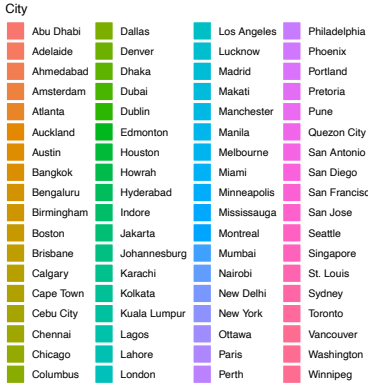 City
Abu Dhabi
Adelaide
Ahmedabad
Amsterdam
Atlanta
Auckland
Austin
Bangkok
Bengaluru
Birmingham
Boston
Brisbane
Calgary
Cape Town
Cebu City
Chennai
Chicago
Columbus
Dallas
Denver
Dhaka
Dubai
Dublin
Edmonton
Houston
Howrah
Hyderabad
Indore
Jakarta
Johannesburg
Karachi
Kolkata
Kuala Lumpur
Lagos
Lahore
London
Los Angeles
Lucknow
Madrid
Makati
Manchester
Manila
Melbourne
Miami
Minneapolis
Mississauga
Montreal
Mumbai
Nairobi
New Delhi
New York
Ottawa
Paris
Perth
Philadelphia
Phoenix
Portland
Pretoria
Pune
Quezon City
San Antonio
San Diego
San Francisc
San Jose
Seattle
Singapore
St. Louis
Sydney
Toronto
Vancouver
Washington
Winnipeg